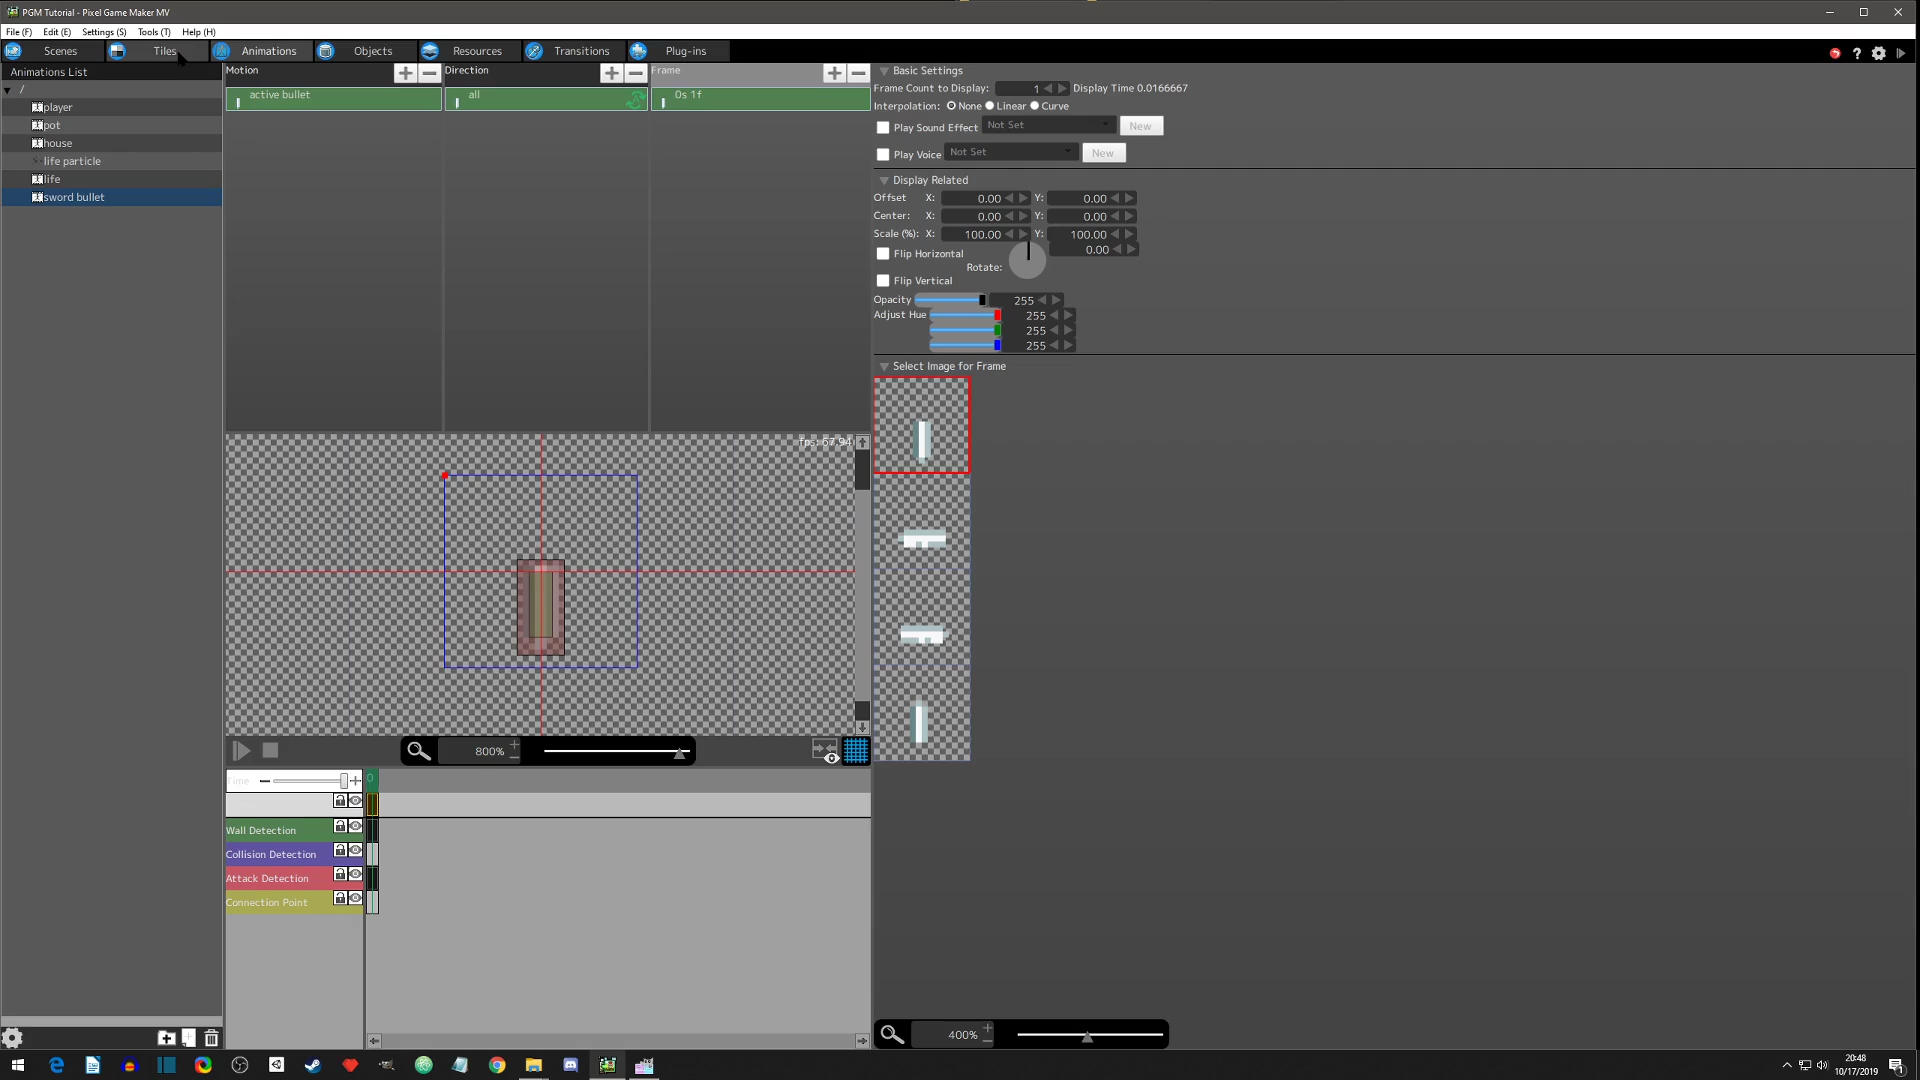 PGM Tutorial - Pixel Game Maker MV
File (F) Edit (E) Settings (S) Tools (T) Help (H)
Scenes Tiles Animations Objects Resources Transitions Plug-ins
Animations List
/
player
pot
house
life particle
life
sword bullet
Motion Direction Frame
active bullet all 0s 1f
fps: 67.94
800%
Time 0
Wall Detection
Collision Detection
Attack Detection
Connection Point
Basic Settings
Frame Count to Display: 1 Display Time 0.0166667
Interpolation: None Linear Curve
Play Sound Effect Not Set New
Play Voice Not Set New
Display Related
Offset X: 0.00 Y: 0.00
Center: X: 0.00 Y: 0.00
Scale (%): X: 100.00 Y: 100.00
Flip Horizontal 0.00
Rotate:
Flip Vertical
Opacity 255
Adjust Hue 255
255
255
Select Image for Frame
400%
20:48
10/17/2019